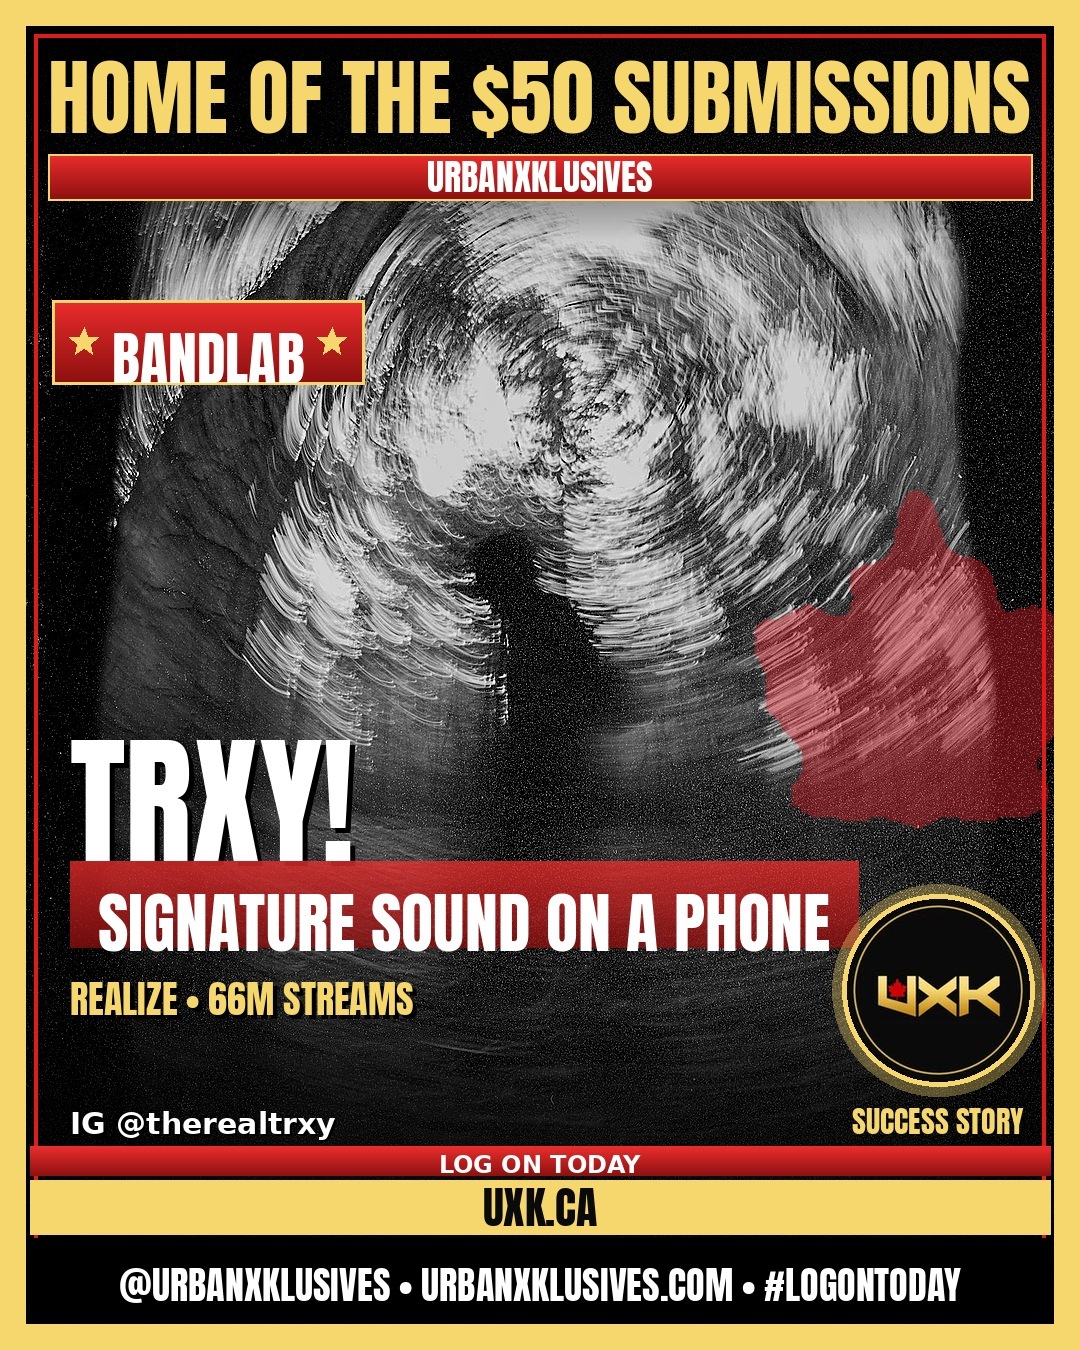 HOME OF THE $50 SUBMISSIONS
URBANXKLUSIVES
BANDLAB
TRXY!
SIGNATURE SOUND ON A PHONE
REALIZE • 66M STREAMS
UXK
IG @therealtrxy
SUCCESS STORY
LOG ON TODAY
UXK.CA
@URBANXKLUSIVES • URBANXKLUSIVES.COM • #LOGONTODAY